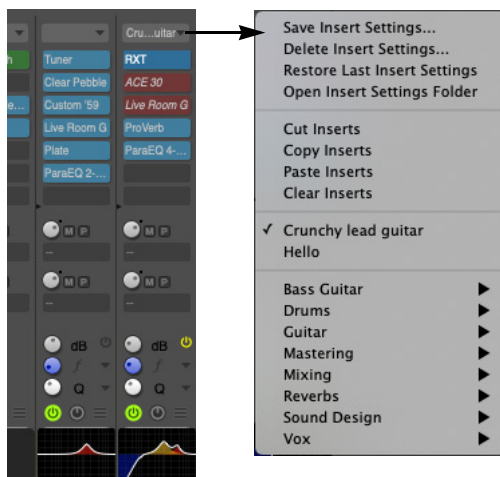 Cru...uitar
h
Tuner
RXT
Clear Pebble
ACE 30
e...
Custom '59
Live Room G
Live Room G
ProVerb
Plate
ParaEQ 4-...
ParaEQ 2-...
M P
M P
--
--
M P
M P
--
--
dB
dB
f
f
Q
Q
Save Insert Settings...
Delete Insert Settings...
Restore Last Insert Settings
Open Insert Settings Folder
Cut Inserts
Copy Inserts
Paste Inserts
Clear Inserts
✓ Crunchy lead guitar
Hello
Bass Guitar
Drums
Guitar
Mastering
Mixing
Reverbs
Sound Design
Vox